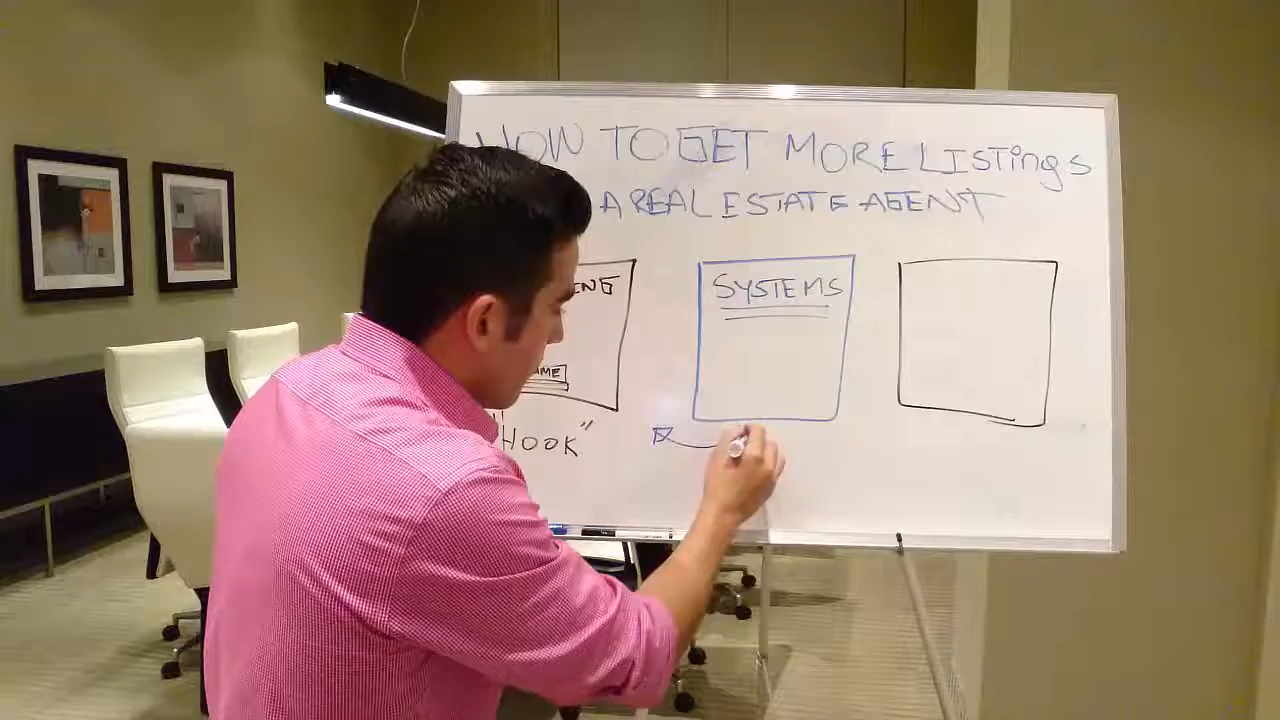 HOW TO GET MORE LISTINGS
A REAL ESTATE AGENT
SYSTEMS
"HOOK"